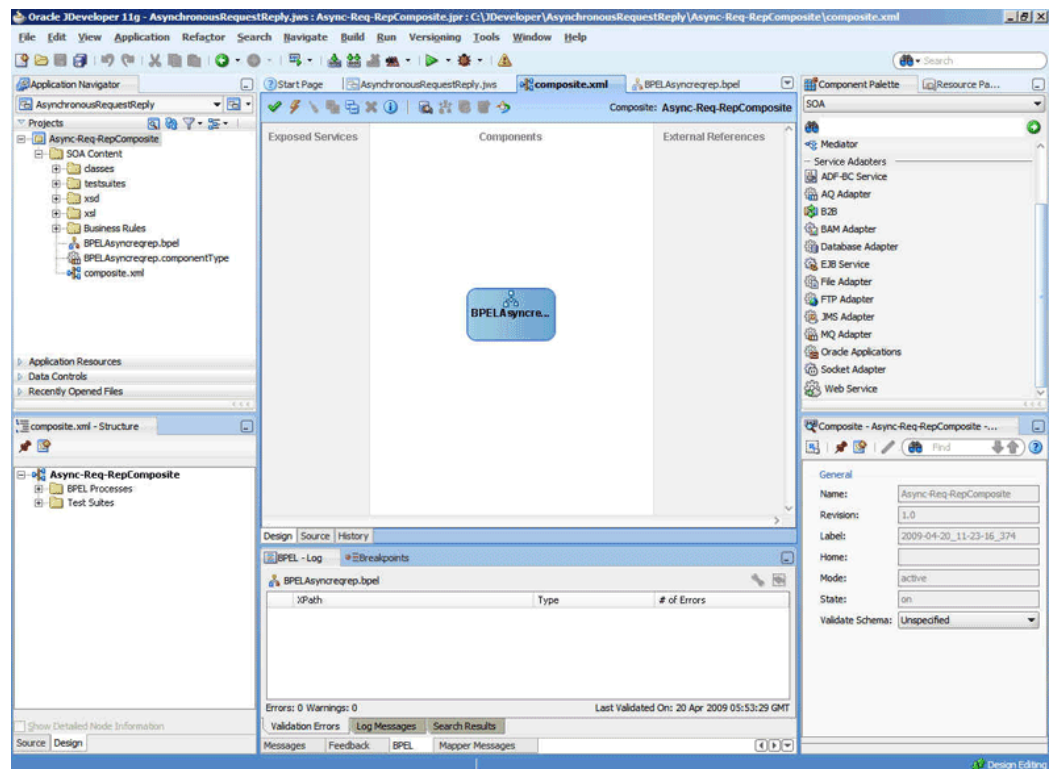 Oracle JDeveloper 11g - AsynchronousRequestReply.jws : Async-Req-RepComposite.jpr : C:\JDeveloper\AsynchronousRequestReply\Async-Req-RepComposite\composite.xml
File Edit View Application Refactor Search Navigate Build Run Versioning Tools Window Help
Search
Application Navigator
AsynchronousRequestReply
Projects
Async-Req-RepComposite
SOA Content
classes
testsuites
xsd
xsl
Business Rules
BPELAsyncreqrep.bpel
BPELAsyncreqrep.componentType
composite.xml
Application Resources
Data Controls
Recently Opened Files
composite.xml - Structure
Async-Req-RepComposite
BPEL Processes
Test Suites
Show Detailed Node Information
Source Design
Start Page AsynchronousRequestReply.jws composite.xml BPELAsyncreqrep.bpel
Composite: Async-Req-RepComposite
Exposed Services Components External References
BPELAsyncre...
Design Source History
BPEL - Log Breakpoints
BPELAsyncreqrep.bpel
XPath Type # of Errors
Errors: 0 Warnings: 0 Last Validated On: 20 Apr 2009 05:53:29 GMT
Validation Errors Log Messages Search Results
Messages Feedback BPEL Mapper Messages
Component Palette Resource Pa...
SOA
Mediator
Service Adapters
ADF-BC Service
AQ Adapter
B2B
BAM Adapter
Database Adapter
EJB Service
File Adapter
FTP Adapter
JMS Adapter
MQ Adapter
Oracle Applications
Socket Adapter
Web Service
Composite - Async-Req-RepComposite -...
Find
General
Name: Async-Req-RepComposite
Revision: 1.0
Label: 2009-04-20_11-23-16_374
Home:
Mode: active
State: on
Validate Schema: Unspecified
Design Editing